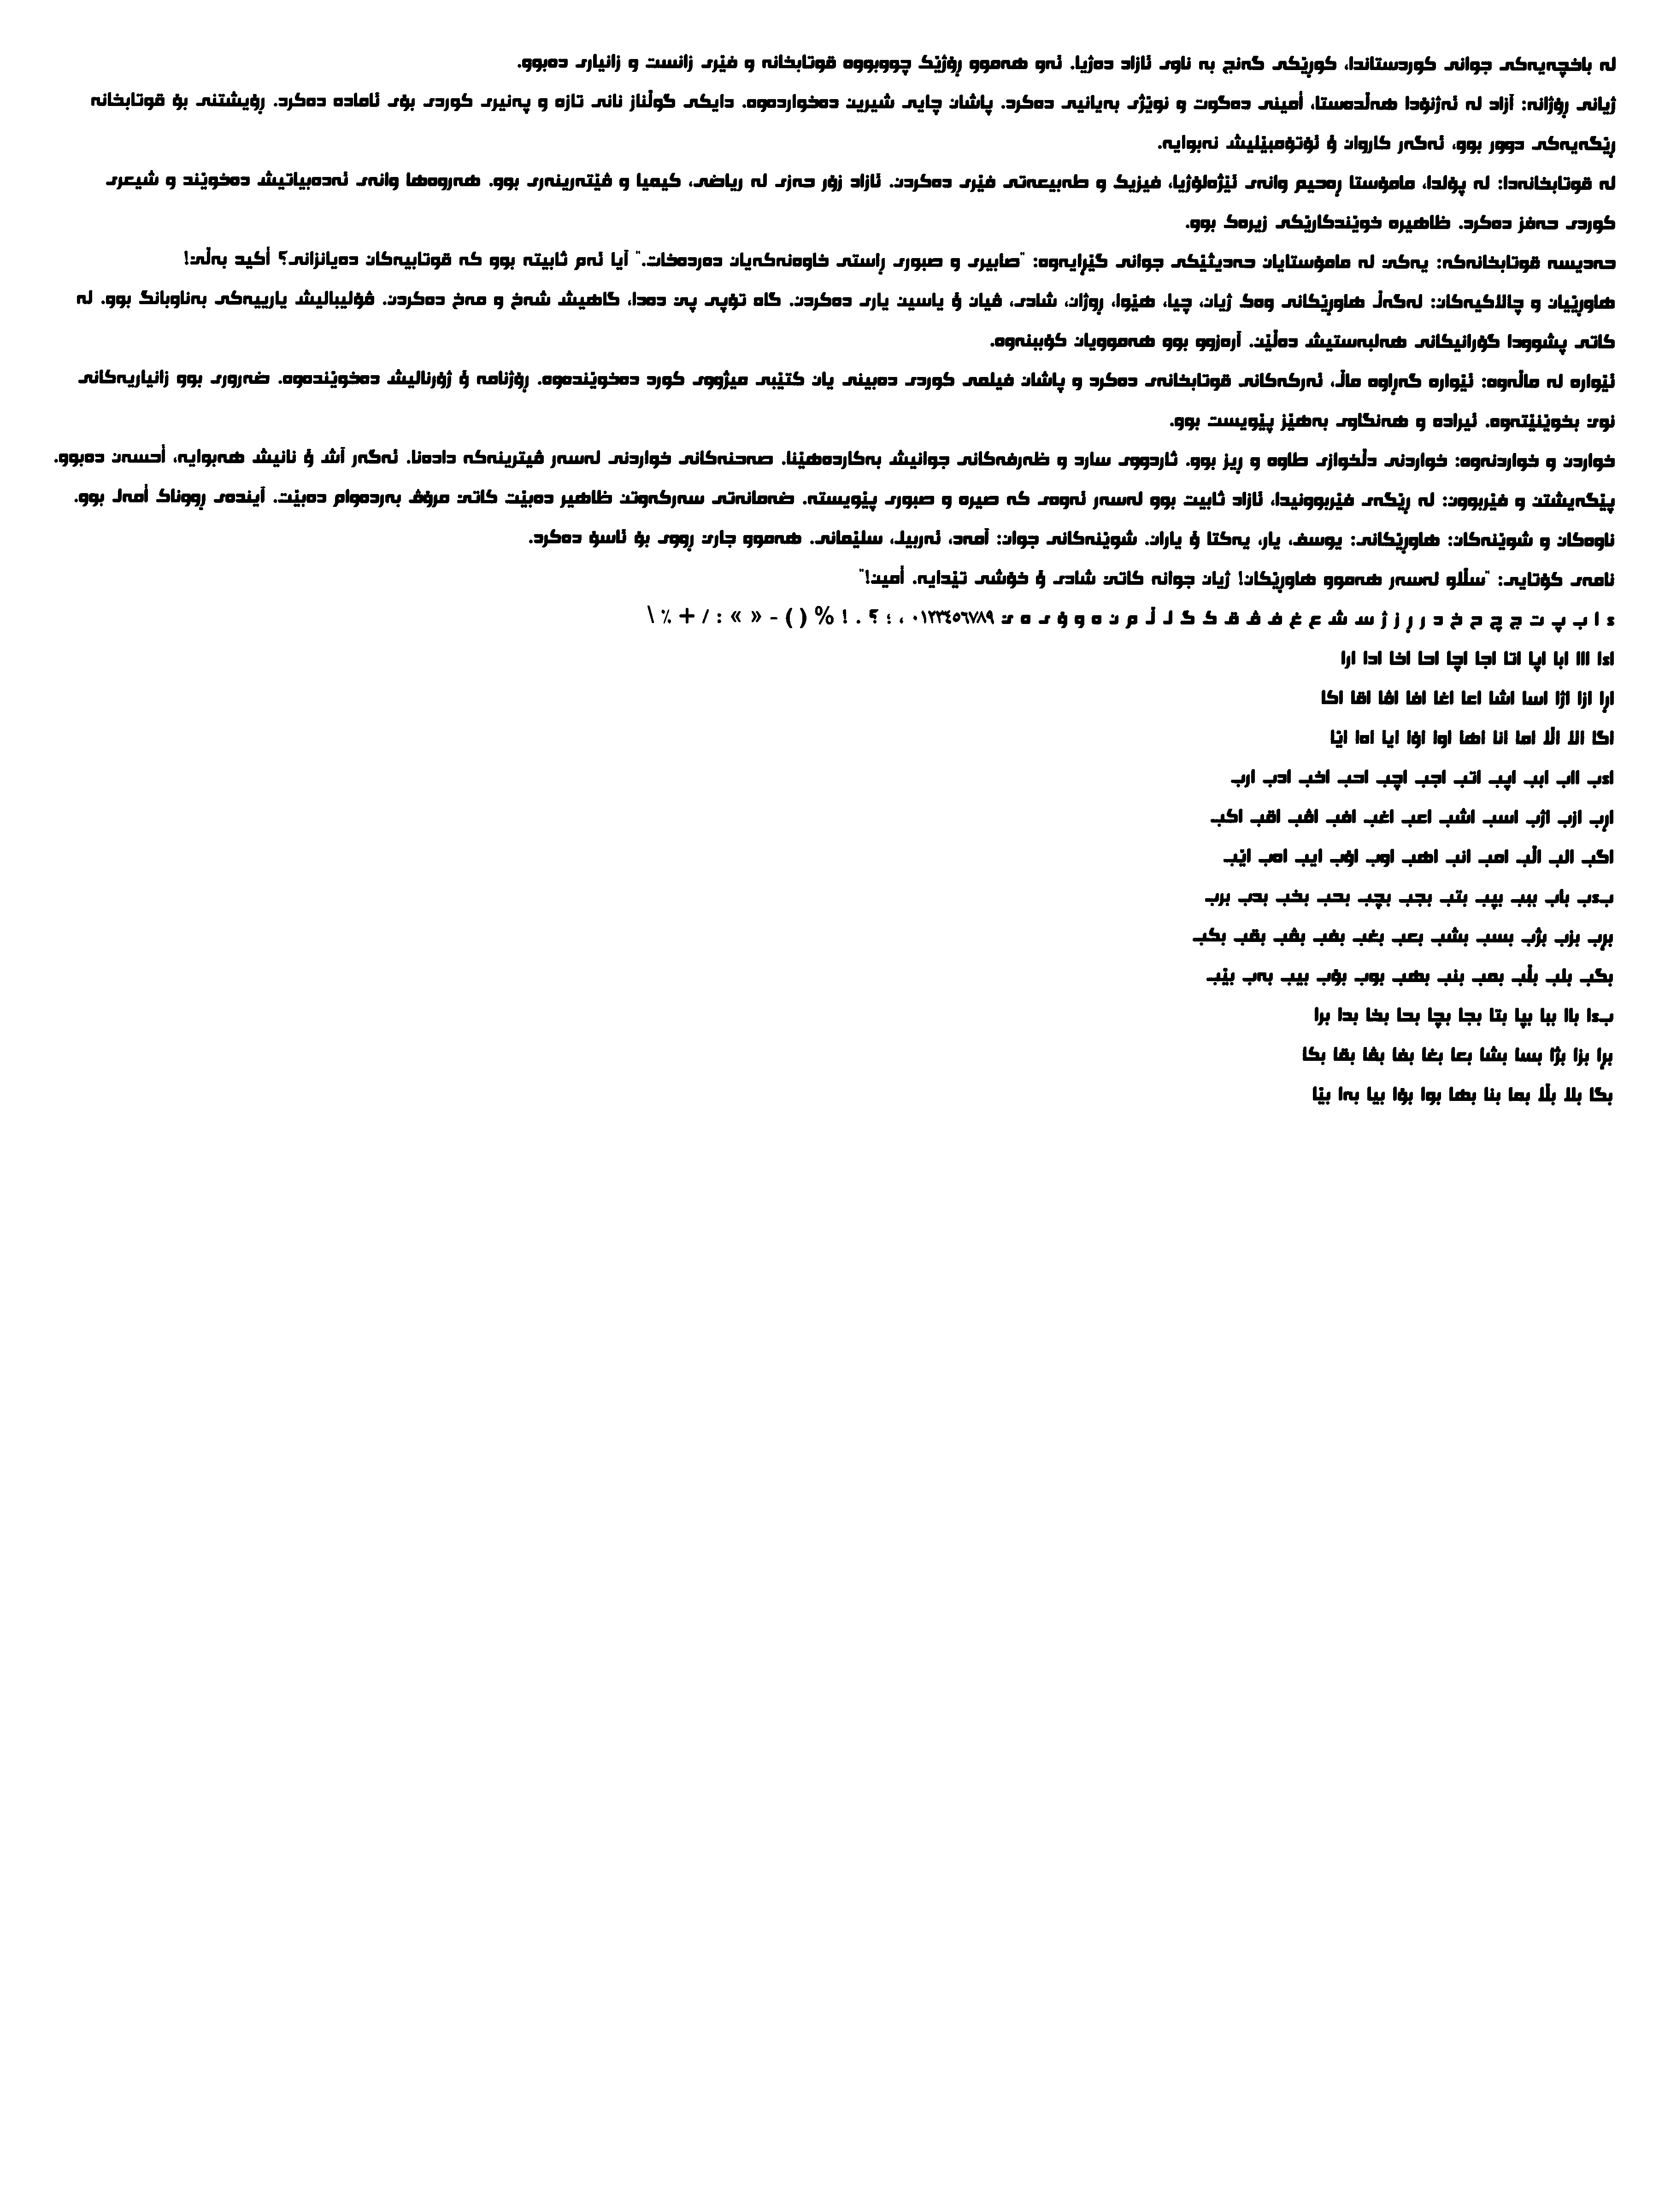 لە باخچەیەکی جوانی کوردستاندا، کوڕێکی گەنج بە ناوی ئازاد دەژیا. ئەو هەموو ڕۆژێک چووبووە قوتابخانە و فێری زانست و زانیاری دەبوو.
ژیانی ڕۆژانە: آزاد لە ئەژنۆدا هەڵدەستا، أمینی دەگوت و نوێژی بەیانیی دەکرد. پاشان چایی شیرین دەخواردەوە. دایکی گوڵناز نانی تازە و پەنیری کوردی بۆی ئامادە دەکرد. ڕۆیشتنی بۆ قوتابخانە
ڕێگەیەکی دوور بوو، ئەگەر کاروان ۆ ئۆتۆمبێلیش نەبوایە.
لە قوتابخانەدا: لە پۆلدا، مامۆستا ڕەحیم وانەی ئێژەلۆژیا، فیزیک و طەبیعەتی فێری دەکردن. ئازاد زۆر حەزی لە ریاضی، کیمیا و ڤێتەرینەری بوو. هەروەها وانەی ئەدەبیاتیش دەخوێند و شیعری
کوردی حەفز دەکرد. ظاهیرە خوێندکارێکی زیرەک بوو.
حەدیسە قوتابخانەکە: یەکێ لە مامۆستایان حەدیثێکی جوانی گێڕایەوە: "صابیری و صبوری ڕاستی خاوەنەکەیان دەردەخات." آیا ئەم ثابیتە بوو کە قوتابیەکان دەیانزانی؟ أکید بەڵێ!
هاوڕێیان و چالاکیەکان: لەگەڵ هاوڕێکانی وەک ژیان، چیا، هێوا، ڕوژان، شادی، ڤیان ۆ یاسین یاری دەکردن. گاە تۆپی پێ دەدا، گاهیش شەخ و مەخ دەکردن. ڤۆلیبالیش یارییەکی بەناوبانگ بوو. لە
کاتی پشوودا گۆرانیکانی هەلبەستیش دەڵێن. آرەزوو بوو هەموویان کۆببنەوە.
ئێوارە لە ماڵەوە: ئێوارە گەڕاوە ماڵ، ئەرکەکانی قوتابخانەی دەکرد و پاشان فیلمی کوردی دەبینی یان کتێبی میژووی کورد دەخوێندەوە. ڕۆژنامە ۆ ژۆرنالیش دەخوێندەوە. ضەروری بوو زانیاریەکانی
نوێ بخوێنێتەوە. ئیرادە و هەنگاوی بەهێز پێویست بوو.
خواردن و خواردنەوە: خواردنی دڵخوازی طاوە و ڕیز بوو. ئاردووی سارد و ظەرفەکانی جوانیش بەکاردەهێنا. صەحنەکانی خواردنی لەسەر ڤیترینەکە دادەنا. ئەگەر آش ۆ نانیش هەبوایە، أحسەن دەبوو.
پێگەیشتن و فێربوون: لە ڕێگەی فێربوونیدا، ئازاد ثابیت بوو لەسەر ئەوەی کە صیرە و صبوری پێویستە. ضەمانەتی سەرکەوتن ظاهیر دەبێت کاتێ مرۆڤ بەردەوام دەبێت. آیندەی ڕووناک أمەل بوو.
ناوەکان و شوێنەکان: هاوڕێکانی: یوسف، یار، یەکتا ۆ یاران. شوێنەکانی جوان: آمەد، ئەربیل، سلێمانی. هەموو جارێ ڕووی بۆ ئاسۆ دەکرد.
نامەی کۆتایی: "سڵاو لەسەر هەموو هاوڕێکان! ژیان جوانە کاتێ شادی ۆ خۆشی تێدایە. أمین!"
ء ا ب پ ت ج چ ح خ د ر ڕ ز ژ س ش ع غ ف ڤ ق ک گ ل ڵ م ن ە و ۆ ی ە ێ ٠١٢٣٤٥٦٧٨٩ ، ؛ ؟ . ! % ( ) - « » : / + ٪ \
اءا ااا ابا اپا اتا اجا اچا احا اخا ادا ارا
اڕا ازا اژا اسا اشا اعا اغا افا اڤا اقا اکا
اگا الا اڵا اما انا اها اوا اۆا ایا اەا اێا
اءب ااب ابب اپب اتب اجب اچب احب اخب ادب ارب
اڕب ازب اژب اسب اشب اعب اغب افب اڤب اقب اکب
اگب الب اڵب امب انب اهب اوب اۆب ایب اەب اێب
بءب باب ببب بپب بتب بجب بچب بحب بخب بدب برب
بڕب بزب بژب بسب بشب بعب بغب بفب بڤب بقب بکب
بگب بلب بڵب بمب بنب بهب بوب بۆب بیب بەب بێب
بءا باا ببا بپا بتا بجا بچا بحا بخا بدا برا
بڕا بزا بژا بسا بشا بعا بغا بفا بڤا بقا بکا
بگا بلا بڵا بما بنا بها بوا بۆا بیا بەا بێا